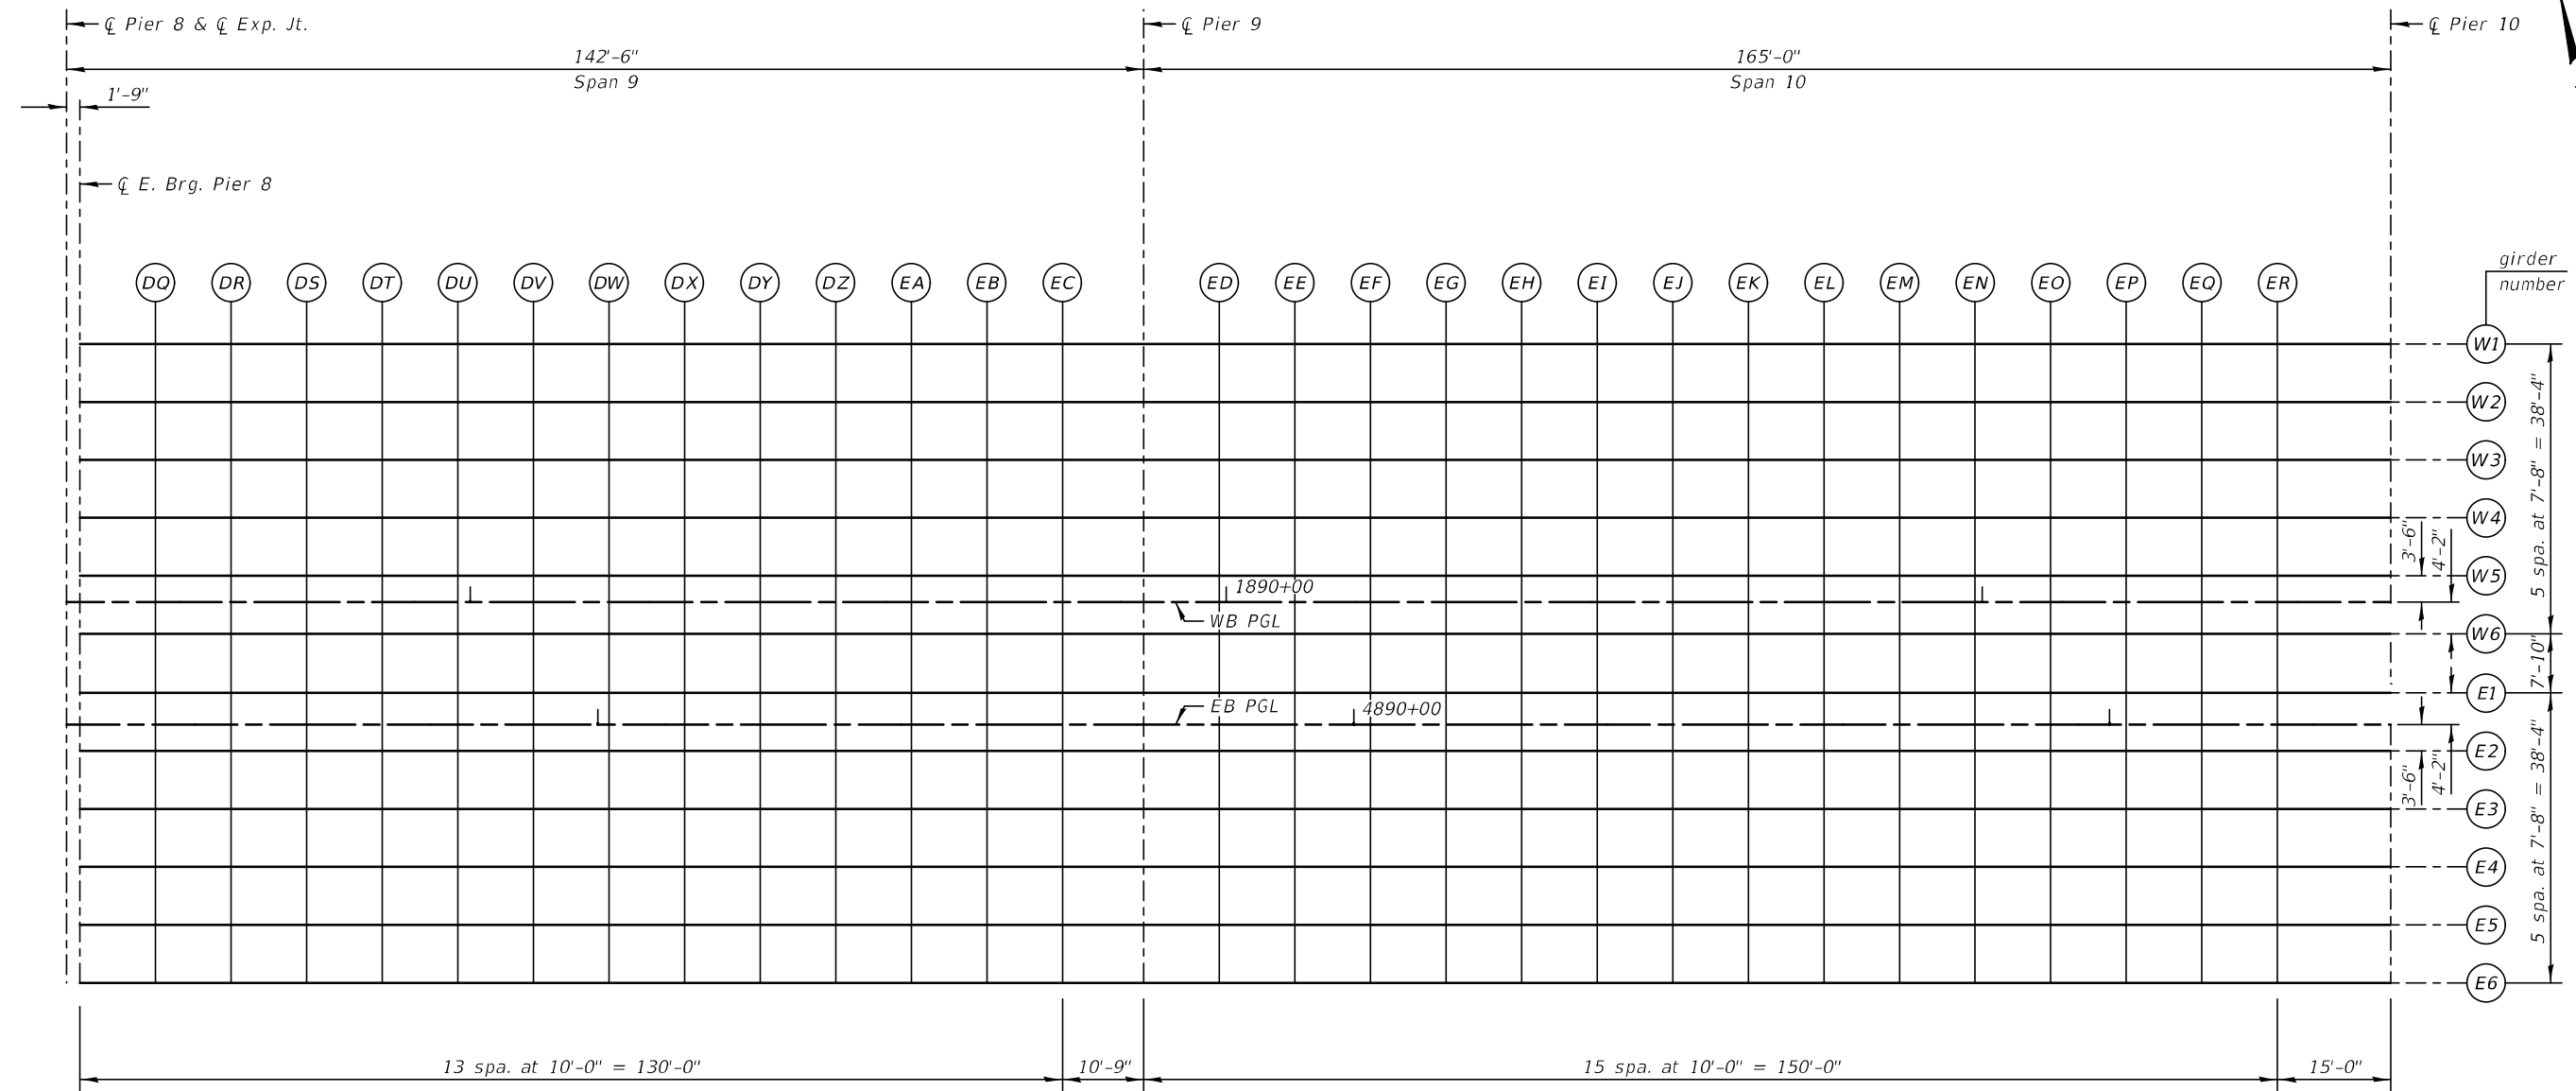 ℄ Pier 8 & ℄ Exp. Jt.
℄ Pier 9
℄ Pier 10
142'-6"
Span 9
165'-0"
Span 10
1'-9"
℄ E. Brg. Pier 8
girder
number
DQ DR DS DT DU DV DW DX DY DZ EA EB EC ED EE EF EG EH EI EJ EK EL EM EN EO EP EQ ER
W1
W2
W3
W4
W5
W6
E1
E2
E3
E4
E5
E6
5 spa. at 7'-8" = 38'-4"
3'-6"
4'-2"
1890+00
WB PGL
7'-10"
EB PGL
4890+00
3'-6"
4'-2"
5 spa. at 7'-8" = 38'-4"
13 spa. at 10'-0" = 130'-0"
10'-9"
15 spa. at 10'-0" = 150'-0"
15'-0"